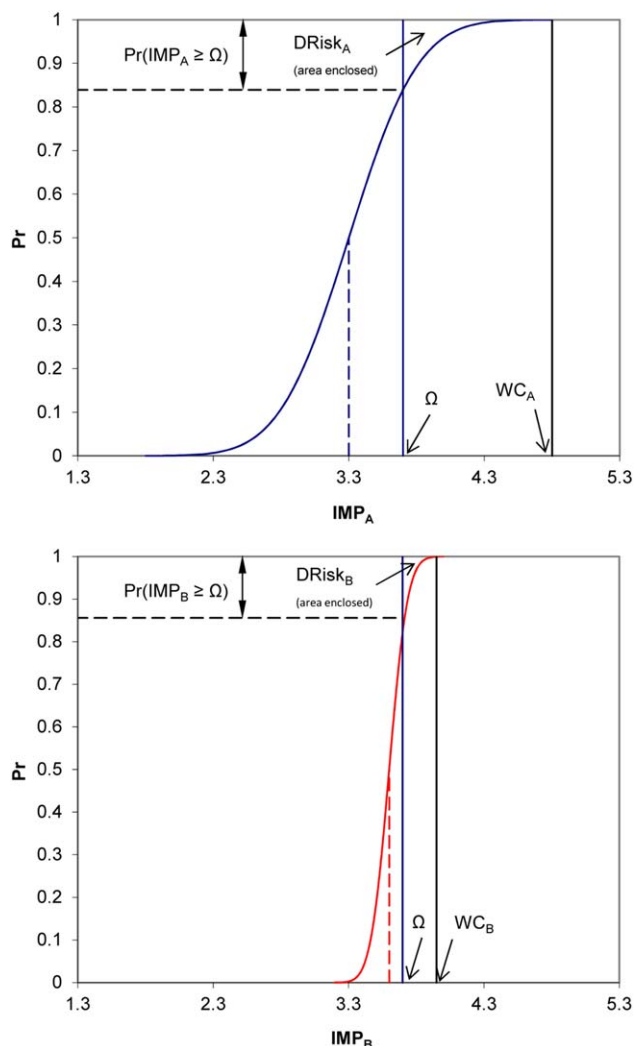 1
DRisk_A
Pr(IMP_A ≥ Ω)
(area enclosed)
0.9
0.8
0.7
0.6
Pr
0.5
0.4
0.3
0.2
WC_A
Ω
0.1
0
1.3 2.3 3.3 4.3 5.3
IMP_A
1
DRisk_B
Pr(IMP_B ≥ Ω)
(area enclosed)
0.9
0.8
0.7
0.6
Pr
0.5
0.4
0.3
0.2
Ω WC_B
0.1
0
1.3 2.3 3.3 4.3 5.3
IMP_B